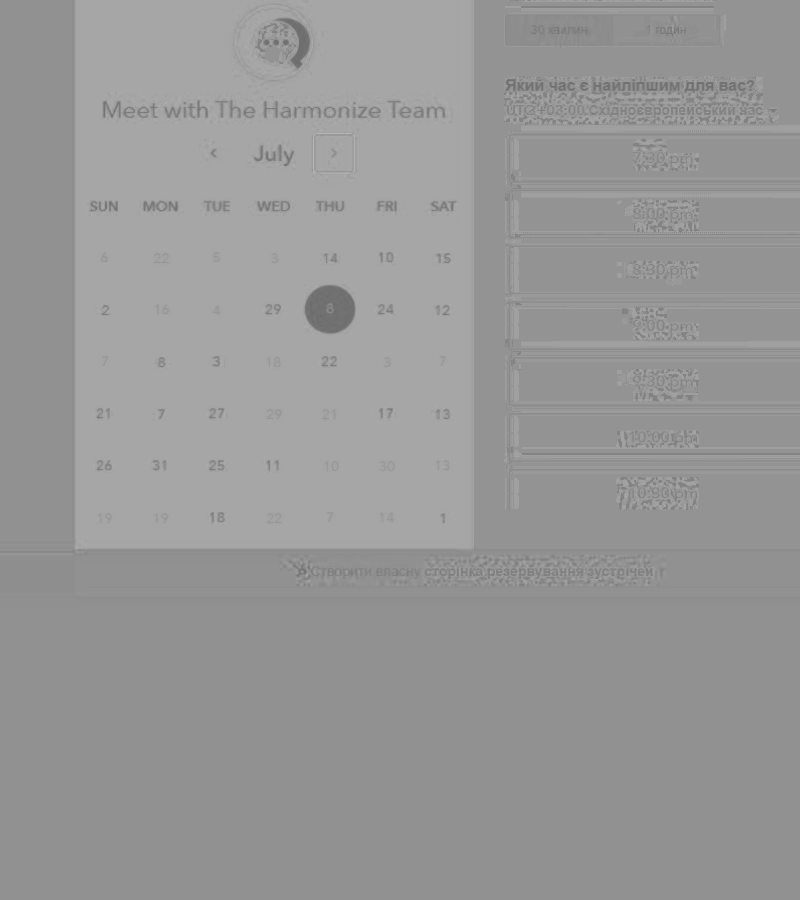 30 хвилин 1 годин
Який час є найліпшим для вас?
UTC +03:00 Східноєвропейський час
Meet with The Harmonize Team
July
SUN MON TUE WED THU FRI SAT
6 22 5 3 14 10 15
2 16 4 29 8 24 12
7 8 3 18 22 3 7
21 7 27 29 21 17 13
26 31 25 11 10 30 13
19 19 18 22 7 14 1
7:30 pm
8:00 pm
8:30 pm
9:00 pm
9:30 pm
10:00 pm
10:30 pm
Створити власну сторінка резервування зустрічей